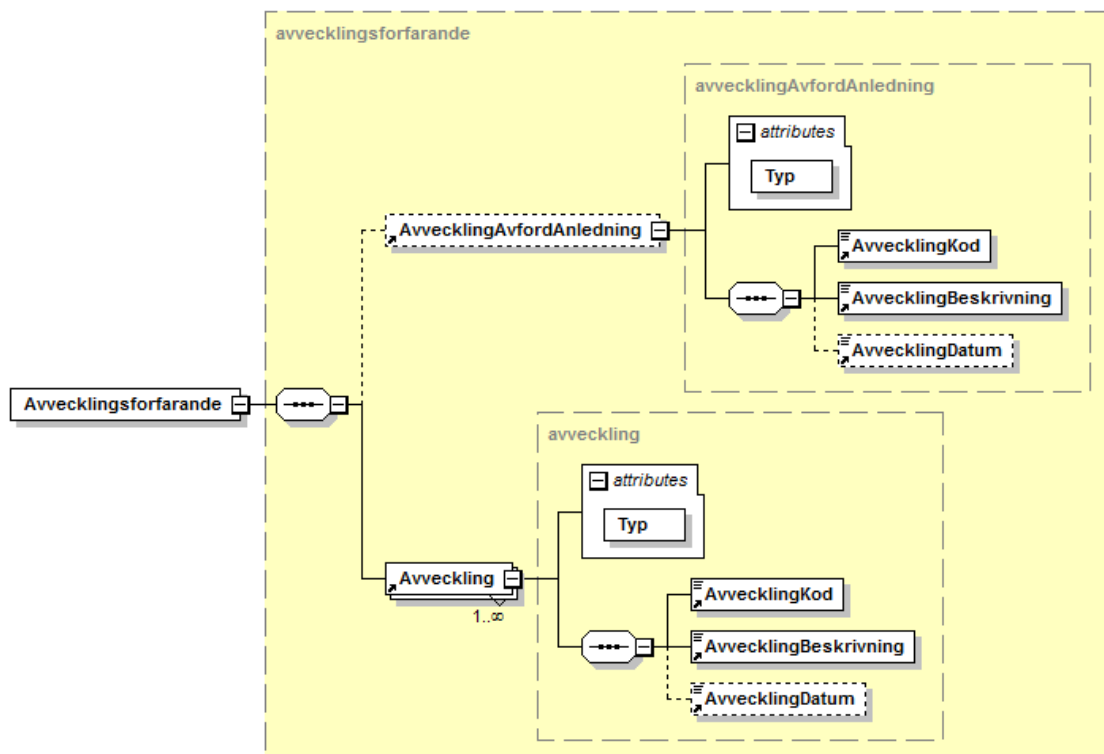 avvecklingsforfarande
avvecklingAvfordAnledning
attributes
Typ
AvvecklingAvfordAnledning
AvvecklingKod
AvvecklingBeskrivning
AvvecklingDatum
Avvecklingsforfarande
avveckling
attributes
Typ
Avveckling
1..∞
AvvecklingKod
AvvecklingBeskrivning
AvvecklingDatum